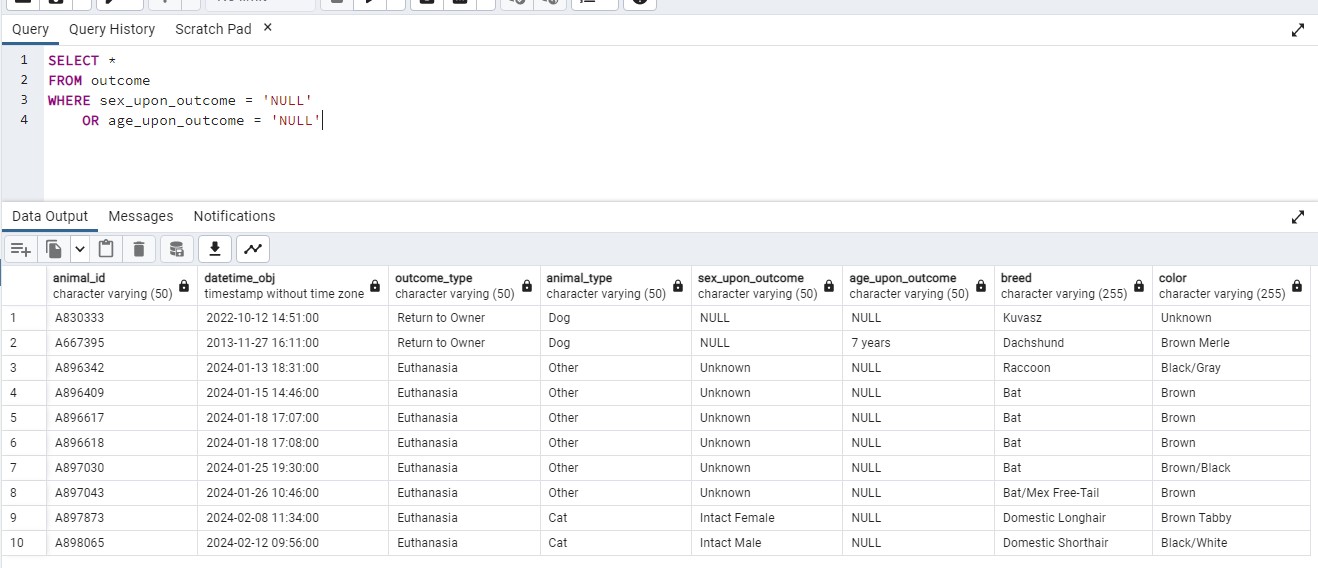 Query Query History Scratch Pad ×
1 SELECT *
2 FROM outcome
3 WHERE sex_upon_outcome = 'NULL'
4 OR age_upon_outcome = 'NULL'
Data Output Messages Notifications
animal_id datetime_obj outcome_type animal_type sex_upon_outcome age_upon_outcome breed color
character varying (50) timestamp without time zone character varying (50) character varying (50) character varying (50) character varying (50) character varying (255) character varying (255)
1 A830333 2022-10-12 14:51:00 Return to Owner Dog NULL NULL Kuvasz Unknown
2 A667395 2013-11-27 16:11:00 Return to Owner Dog NULL 7 years Dachshund Brown Merle
3 A896342 2024-01-13 18:31:00 Euthanasia Other Unknown NULL Raccoon Black/Gray
4 A896409 2024-01-15 14:46:00 Euthanasia Other Unknown NULL Bat Brown
5 A896617 2024-01-18 17:07:00 Euthanasia Other Unknown NULL Bat Brown
6 A896618 2024-01-18 17:08:00 Euthanasia Other Unknown NULL Bat Brown
7 A897030 2024-01-25 19:30:00 Euthanasia Other Unknown NULL Bat Brown/Black
8 A897043 2024-01-26 10:46:00 Euthanasia Other Unknown NULL Bat/Mex Free-Tail Brown
9 A897873 2024-02-08 11:34:00 Euthanasia Cat Intact Female NULL Domestic Longhair Brown Tabby
10 A898065 2024-02-12 09:56:00 Euthanasia Cat Intact Male NULL Domestic Shorthair Black/White